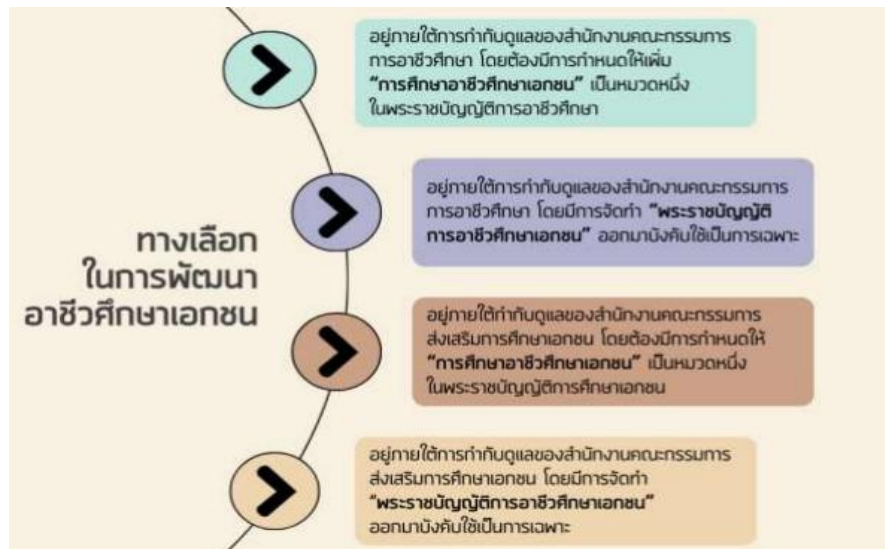 ทางเลือก
ในการพัฒนา
อาชีวศึกษาเอกชน
อยู่ภายใต้การกำกับดูแลของสำนักงานคณะกรรมการ
การอาชีวศึกษา โดยต้องมีการกำหนดให้เพิ่ม
“การศึกษาอาชีวศึกษาเอกชน” เป็นหมวดหนึ่ง
ในพระราชบัญญัติการอาชีวศึกษา
อยู่ภายใต้การกำกับดูแลของสำนักงานคณะกรรมการ
การอาชีวศึกษา โดยมีการจัดทำ “พระราชบัญญัติ
การอาชีวศึกษาเอกชน” ออกมาบังคับใช้เป็นการเฉพาะ
อยู่ภายใต้กำกับดูแลของสำนักงานคณะกรรมการ
ส่งเสริมการศึกษาเอกชน โดยต้องมีการกำหนดให้
“การศึกษาอาชีวศึกษาเอกชน” เป็นหมวดหนึ่ง
ในพระราชบัญญัติการศึกษาเอกชน
อยู่ภายใต้การกำกับดูแลของสำนักงานคณะกรรมการ
ส่งเสริมการศึกษาเอกชน โดยมีการจัดทำ
“พระราชบัญญัติการอาชีวศึกษาเอกชน”
ออกมาบังคับใช้เป็นการเฉพาะ